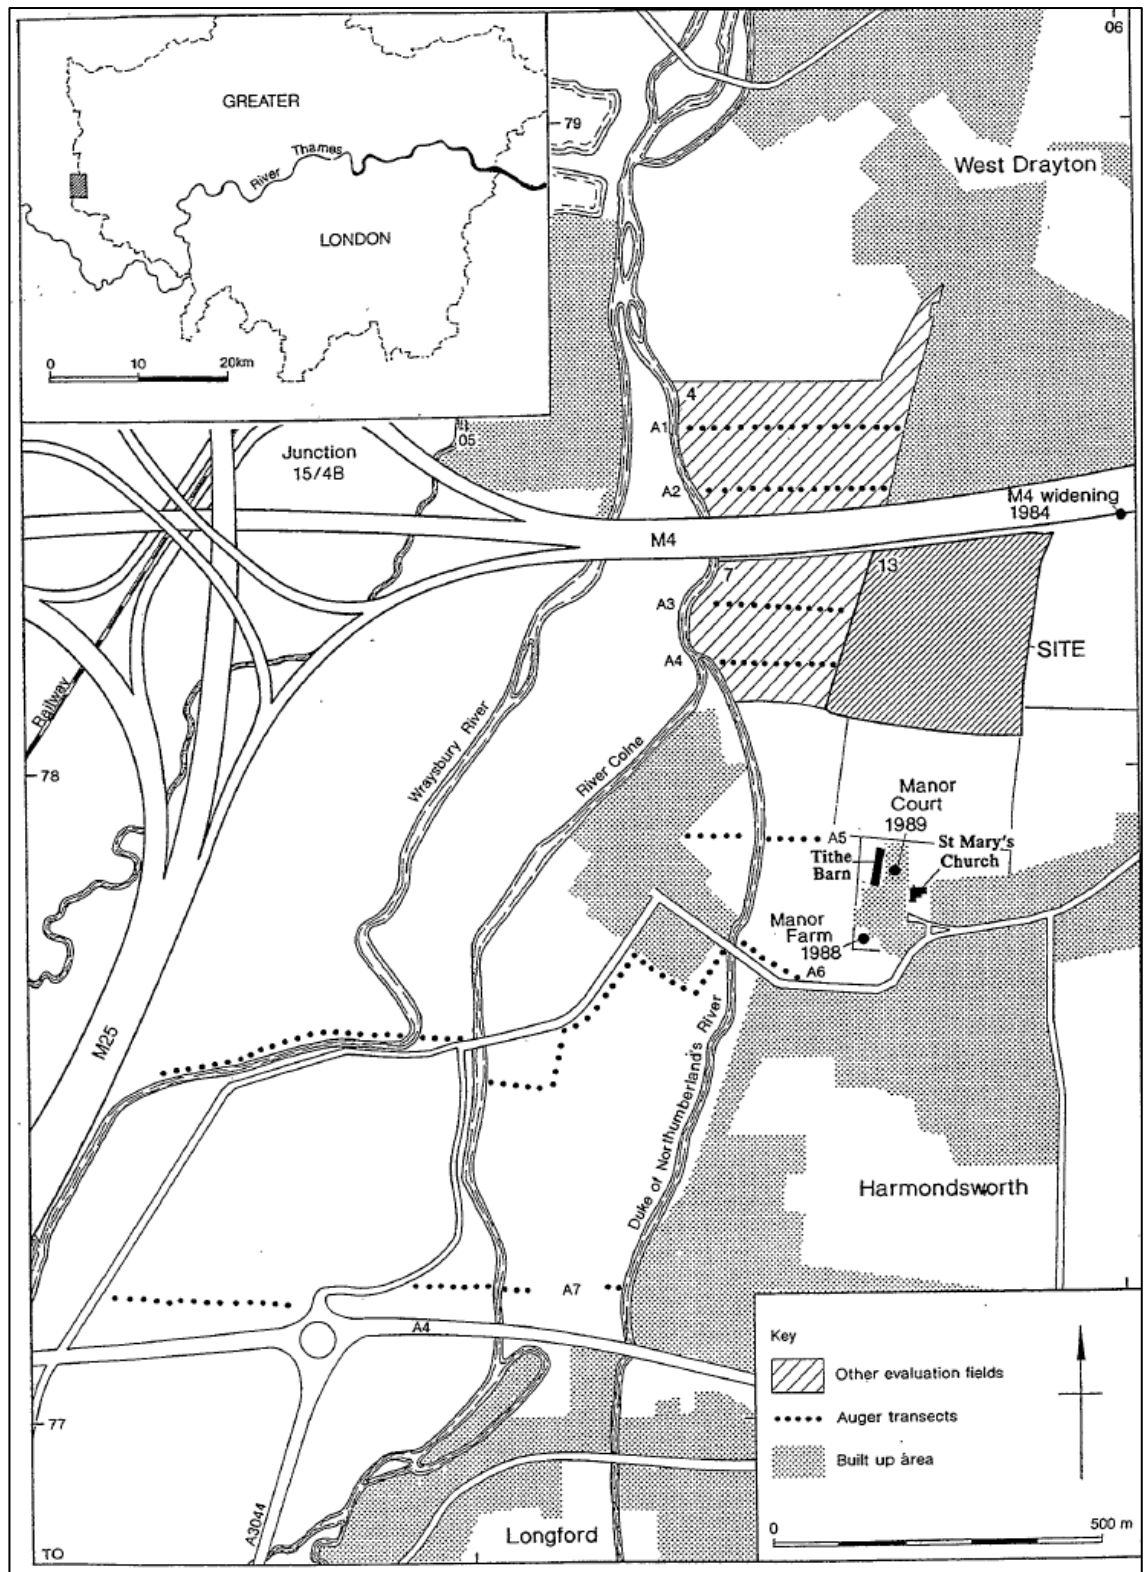 06
GREATER
River Thames
LONDON
0 10 20km
79
West Drayton
05
Junction
15/4B
4
A1
A2
M4 widening
1984
M4
7
13
A3
A4
SITE
Railway
78
Wraysbury River
River Colne
Manor
Court
1989
A5
St Mary's
Church
Tithe
Barn
Manor
Farm
1988
A6
M25
Duke of Northumberland's River
Harmondsworth
A7
A4
Key
Other evaluation fields
Auger transects
Built up area
77
A3044
Longford
0 500 m
TO